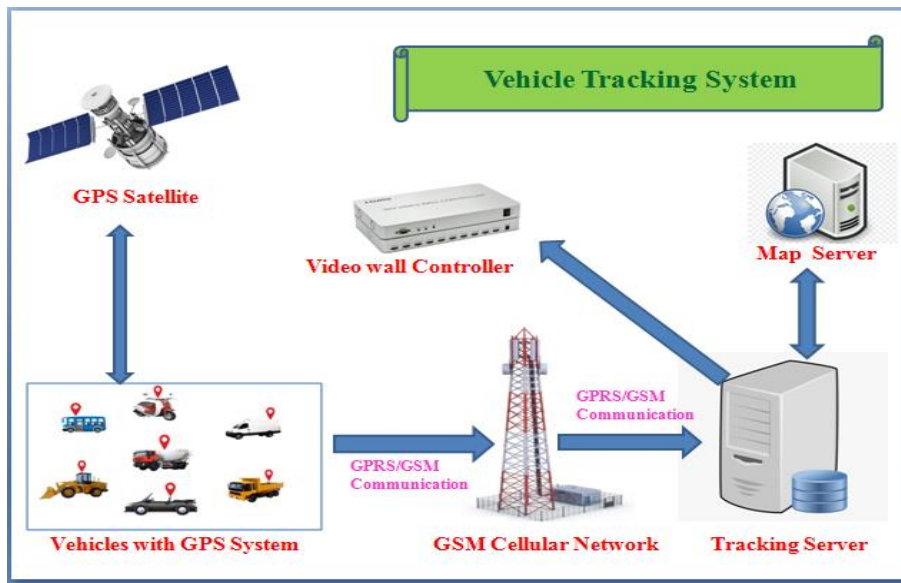 Vehicle Tracking System
GPS Satellite
Video wall Controller
Map Server
GPRS/GSM
Communication
GPRS/GSM
Communication
Vehicles with GPS System
GSM Cellular Network
Tracking Server